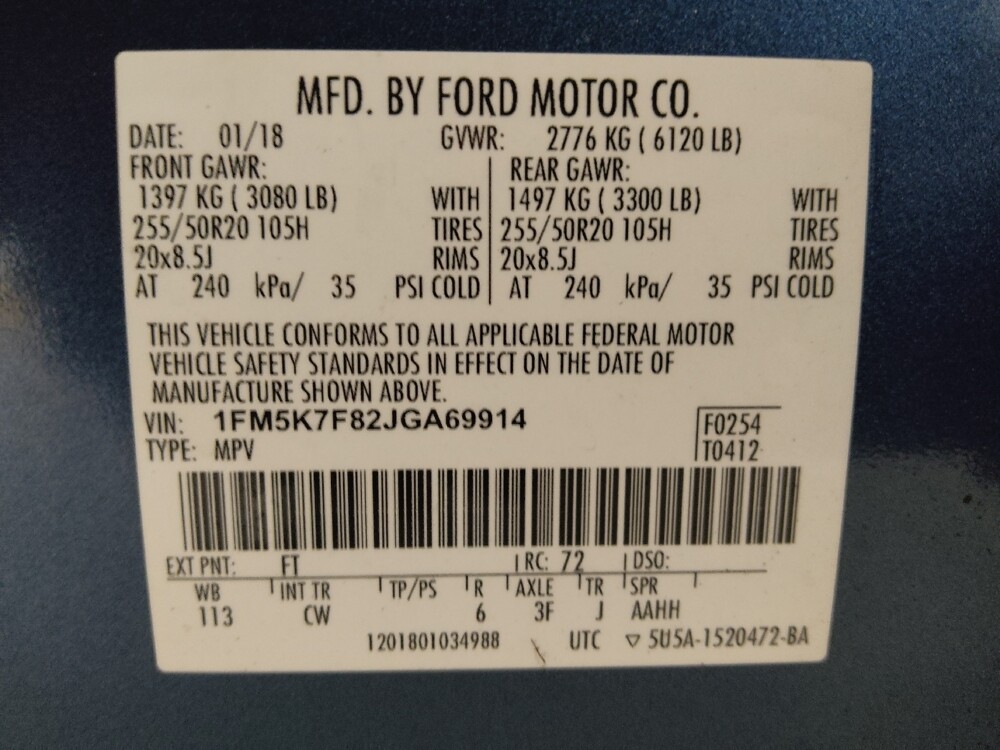 MFD. BY FORD MOTOR CO.
DATE: 01/18 GVWR: 2776 KG ( 6120 LB)
FRONT GAWR: REAR GAWR:
1397 KG ( 3080 LB) WITH 1497 KG ( 3300 LB) WITH
255/50R20 105H TIRES 255/50R20 105H TIRES
20x8.5J RIMS 20x8.5J RIMS
AT 240 kPa/ 35 PSI COLD AT 240 kPa/ 35 PSI COLD
THIS VEHICLE CONFORMS TO ALL APPLICABLE FEDERAL MOTOR
VEHICLE SAFETY STANDARDS IN EFFECT ON THE DATE OF
MANUFACTURE SHOWN ABOVE.
VIN: 1FM5K7F82JGA69914 F0254
TYPE: MPV T0412
EXT PNT: FT RC: 72 DSO:
WB INT TR TP/PS R AXLE TR SPR
113 CW 6 3F J AAHH
1201801034988 UTC ▽ 5U5A-1520472-BA